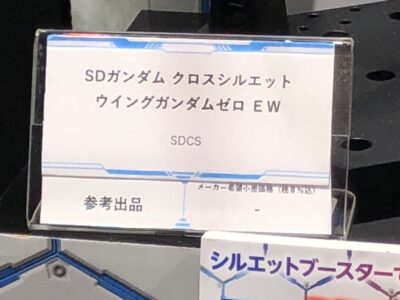 SDガンダム クロスシルエット
ウイングガンダムゼロ EW
SDCS
メーカー希望小売価格（税8％込）
参考出品
-
シルエットブースターで